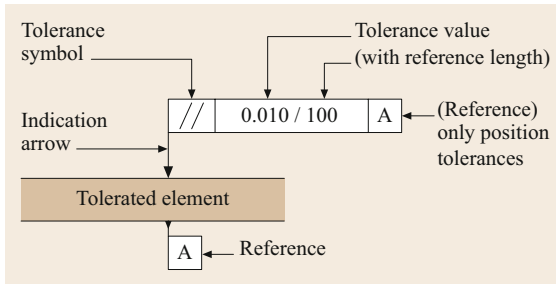 Tolerance
symbol
Tolerance value
(with reference length)
// 0.010 / 100 A
Indication
arrow
(Reference)
only position
tolerances
Tolerated element
A
Reference